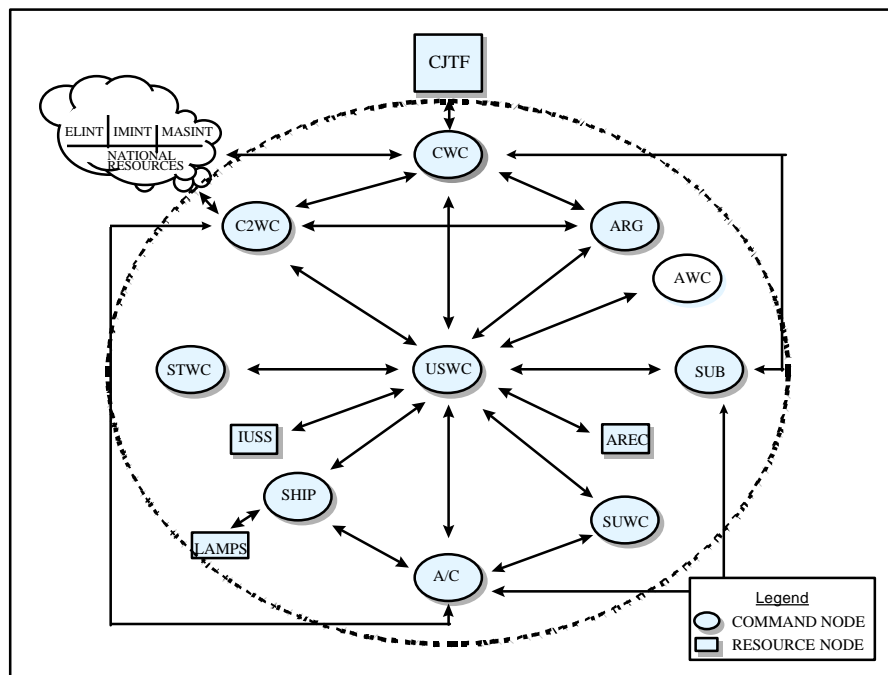 CJTF
ELINT IMINT MASINT
NATIONAL
RESOURCES
CWC
C2WC
ARG
AWC
STWC
USWC
SUB
IUSS
AREC
SHIP
SUWC
LAMPS
A/C
Legend
COMMAND NODE
RESOURCE NODE